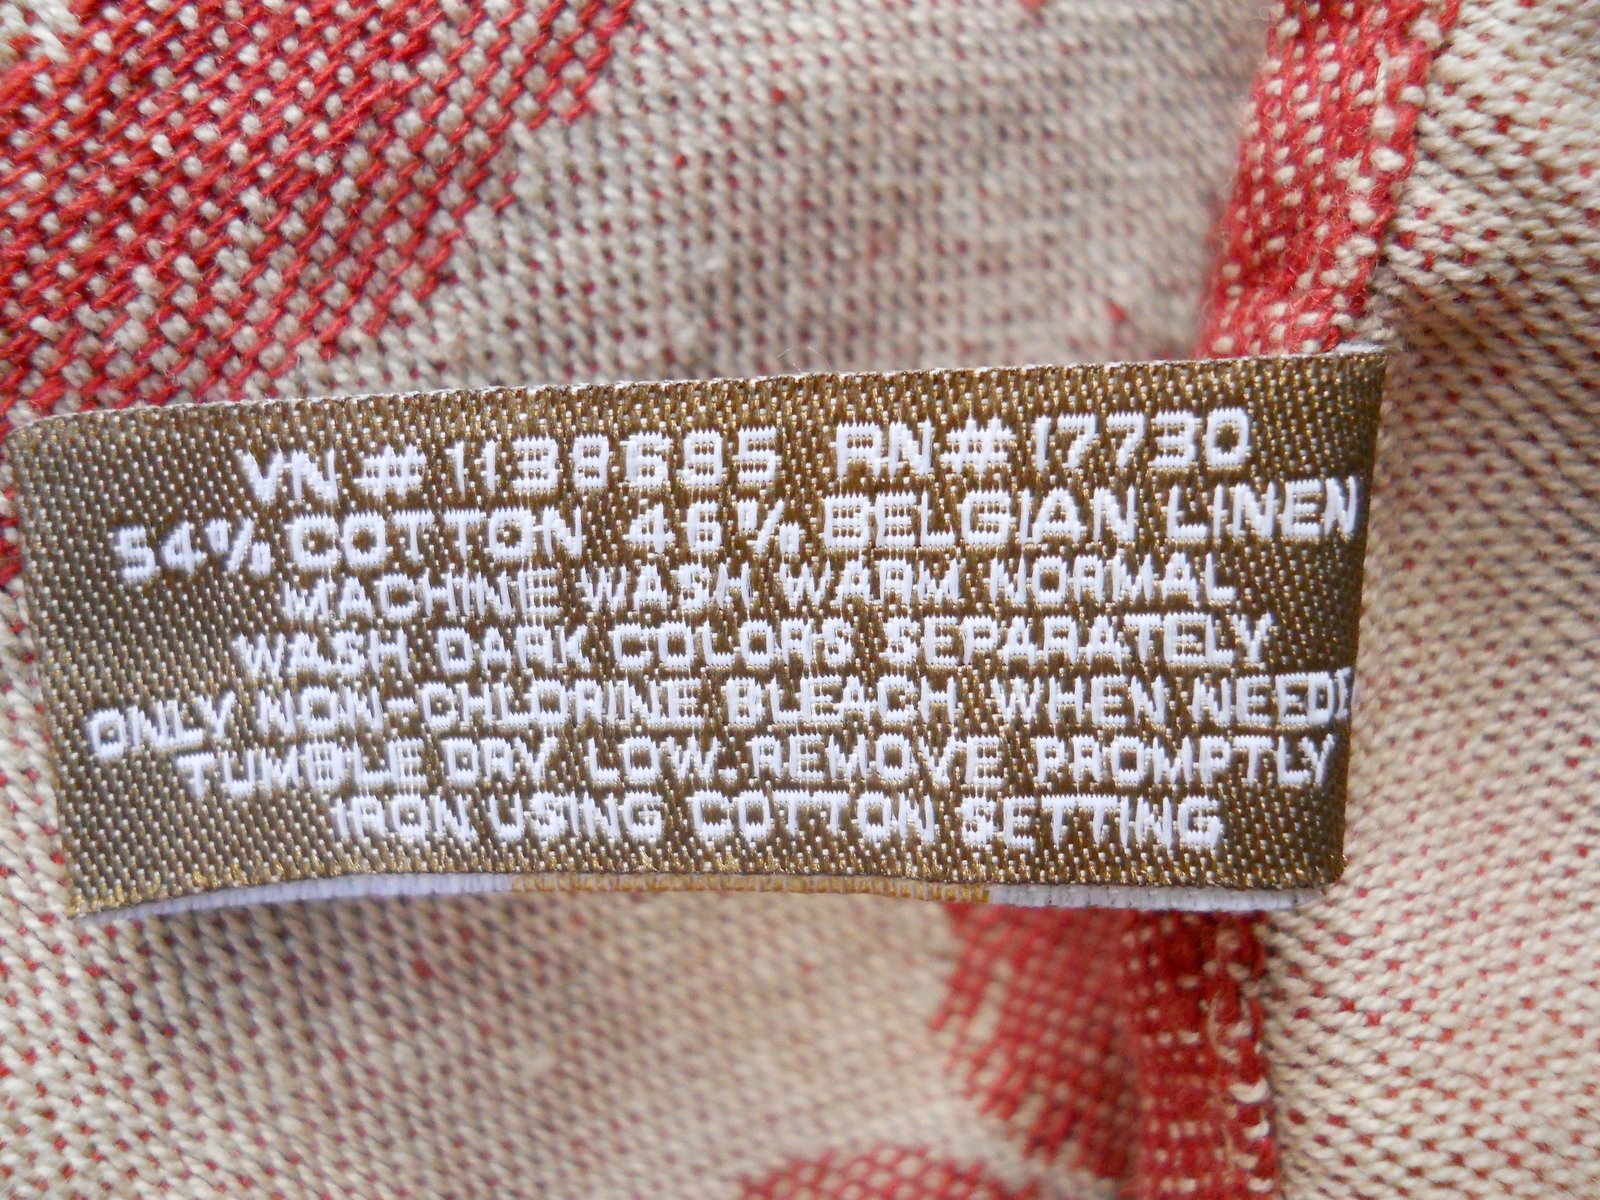 VN # 1138695 RN# 17730
54% COTTON 46% BELGIAN LINEN
MACHINE WASH WARM NORMAL
WASH DARK COLORS SEPARATELY
ONLY NON-CHLORINE BLEACH WHEN
TUMBLE DRY LOW.REMOVE PROMPTLY
IRON USING COTTON SETTING